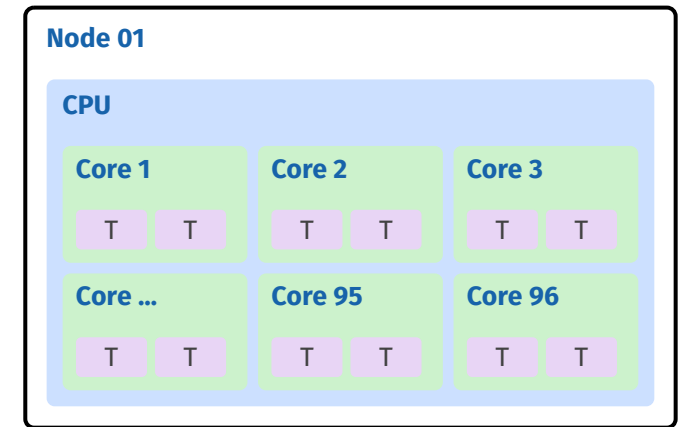 Node 01
CPU
Core 1 Core 2 Core 3
T T T T T T
Core ... Core 95 Core 96
T T T T T T